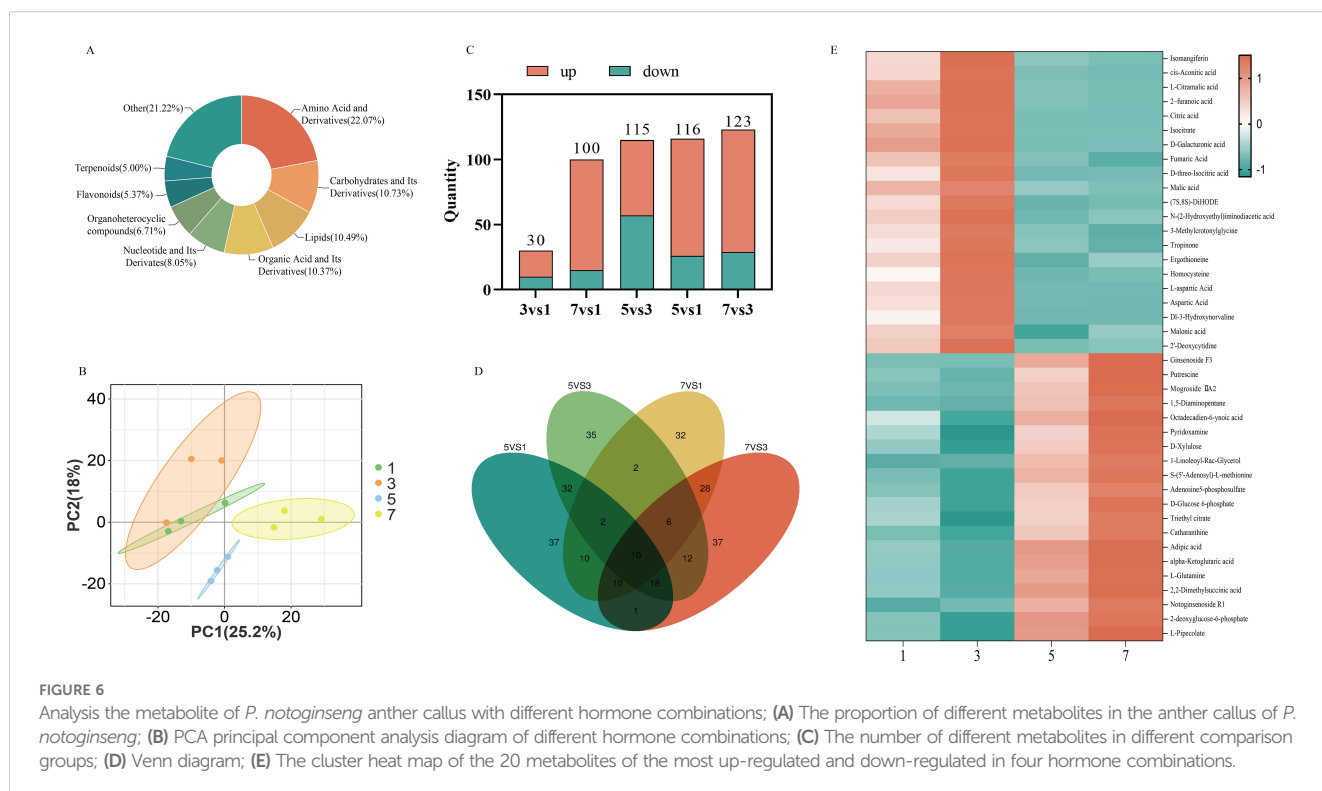 A
Other(21.22%)
Amino Acid and
Derivatives(22.07%)
Terpenoids(5.00%)
Flavonoids(5.37%)
Carbohydrates and Its
Derivatives(10.73%)
Organoheterocyclic
compounds(6.71%)
Nucleotide and Its
Derivates(8.05%)
Organic Acid and Its
Derivatives(10.37%)
Lipids(10.49%)
B
PC2(18%)
40
20
0
-20
-20
0
20
PC1(25.2%)
1
3
5
7
C
up
down
Quantity
150
100
50
0
30
100
115
116
123
3vs1
7vs1
5vs3
5vs1
7vs3
D
5VS1
5VS3
7VS1
7VS3
35
32
2
32
28
2
6
37
37
10
10
12
10
18
1
E
Isomangiferin
cis-Aconitic acid
L-Citramalic acid
2-furanoic acid
Citric acid
Isocitrate
D-Galacturonic acid
Fumaric Acid
D-threo-Isocitric acid
Malic acid
(7S,8S)-DiHODE
N-(2-Hydroxyethyl)iminodiacetic acid
3-Methylcrotonylglycine
Tropinone
Ergothioneine
Homocysteine
L-aspartic Acid
Aspartic Acid
Dl-3-Hydroxynorvaline
Malonic acid
2'-Deoxycytidine
Ginsenoside F3
Putrescine
Mogroside ⅡA2
1,5-Diaminopentane
Octadecadien-6-ynoic acid
Pyridoxamine
D-Xylulose
1-Linoleoyl-Rac-Glycerol
S-(5'-Adenosyl)-L-methionine
Adenosine5-phosphosulfate
D-Glucose 6-phosphate
Triethyl citrate
Catharanthine
Adipic acid
alpha-Ketoglutaric acid
L-Glutamine
2,2-Dimethylsuccinic acid
Notoginsenoside R1
2-deoxyglucose-6-phosphate
L-Pipecolate
1
3
5
7
1
0
-1
FIGURE 6
Analysis the metabolite of P. notoginseng anther callus with different hormone combinations; (A) The proportion of different metabolites in the anther callus of P.
notoginseng; (B) PCA principal component analysis diagram of different hormone combinations; (C) The number of different metabolites in different comparison
groups; (D) Venn diagram; (E) The cluster heat map of the 20 metabolites of the most up-regulated and down-regulated in four hormone combinations.